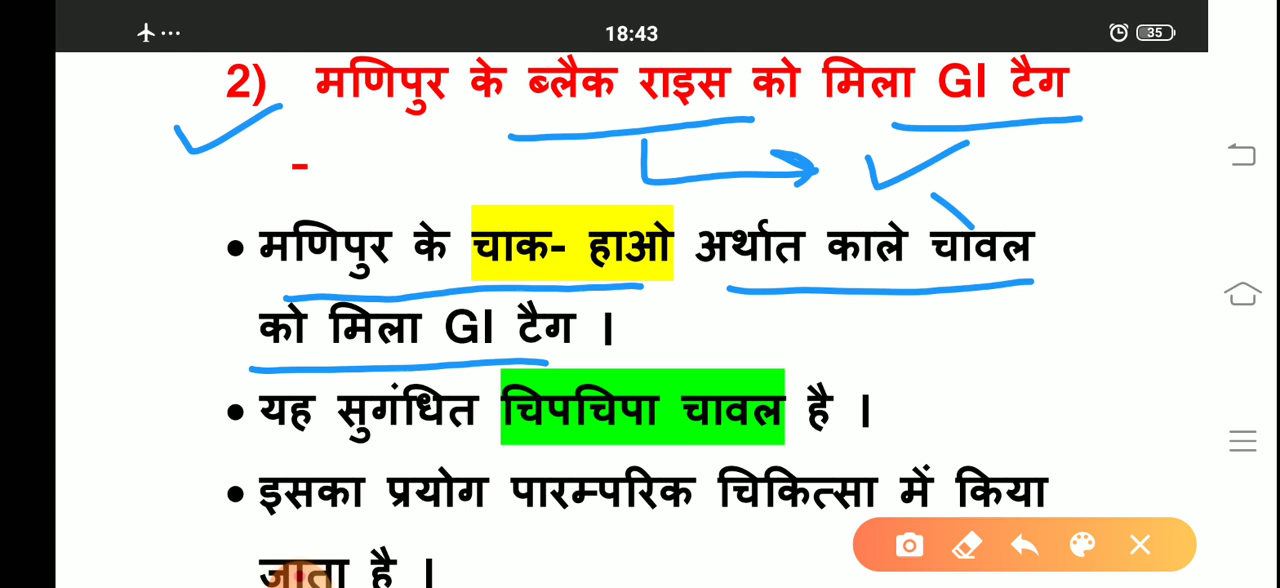 18:43
35
2) मणिपुर के ब्लैक राइस को मिला GI टैग
-
• मणिपुर के चाक- हाओ अर्थात काले चावल
को मिला GI टैग ।
• यह सुगंधित चिपचिपा चावल है ।
• इसका प्रयोग पारम्परिक चिकित्सा में किया
जाता है ।